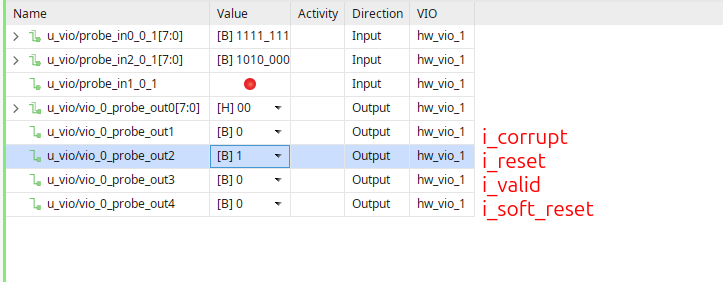 Name Value Activity Direction VIO
u_vio/probe_in0_0_1[7:0] [B] 1111_111 Input hw_vio_1
u_vio/probe_in2_0_1[7:0] [B] 1010_000 Input hw_vio_1
u_vio/probe_in1_0_1 Input hw_vio_1
u_vio/vio_0_probe_out0[7:0] [H] 00 Output hw_vio_1
u_vio/vio_0_probe_out1 [B] 0 Output hw_vio_1 i_corrupt
u_vio/vio_0_probe_out2 [B] 1 Output hw_vio_1 i_reset
u_vio/vio_0_probe_out3 [B] 0 Output hw_vio_1 i_valid
u_vio/vio_0_probe_out4 [B] 0 Output hw_vio_1 i_soft_reset